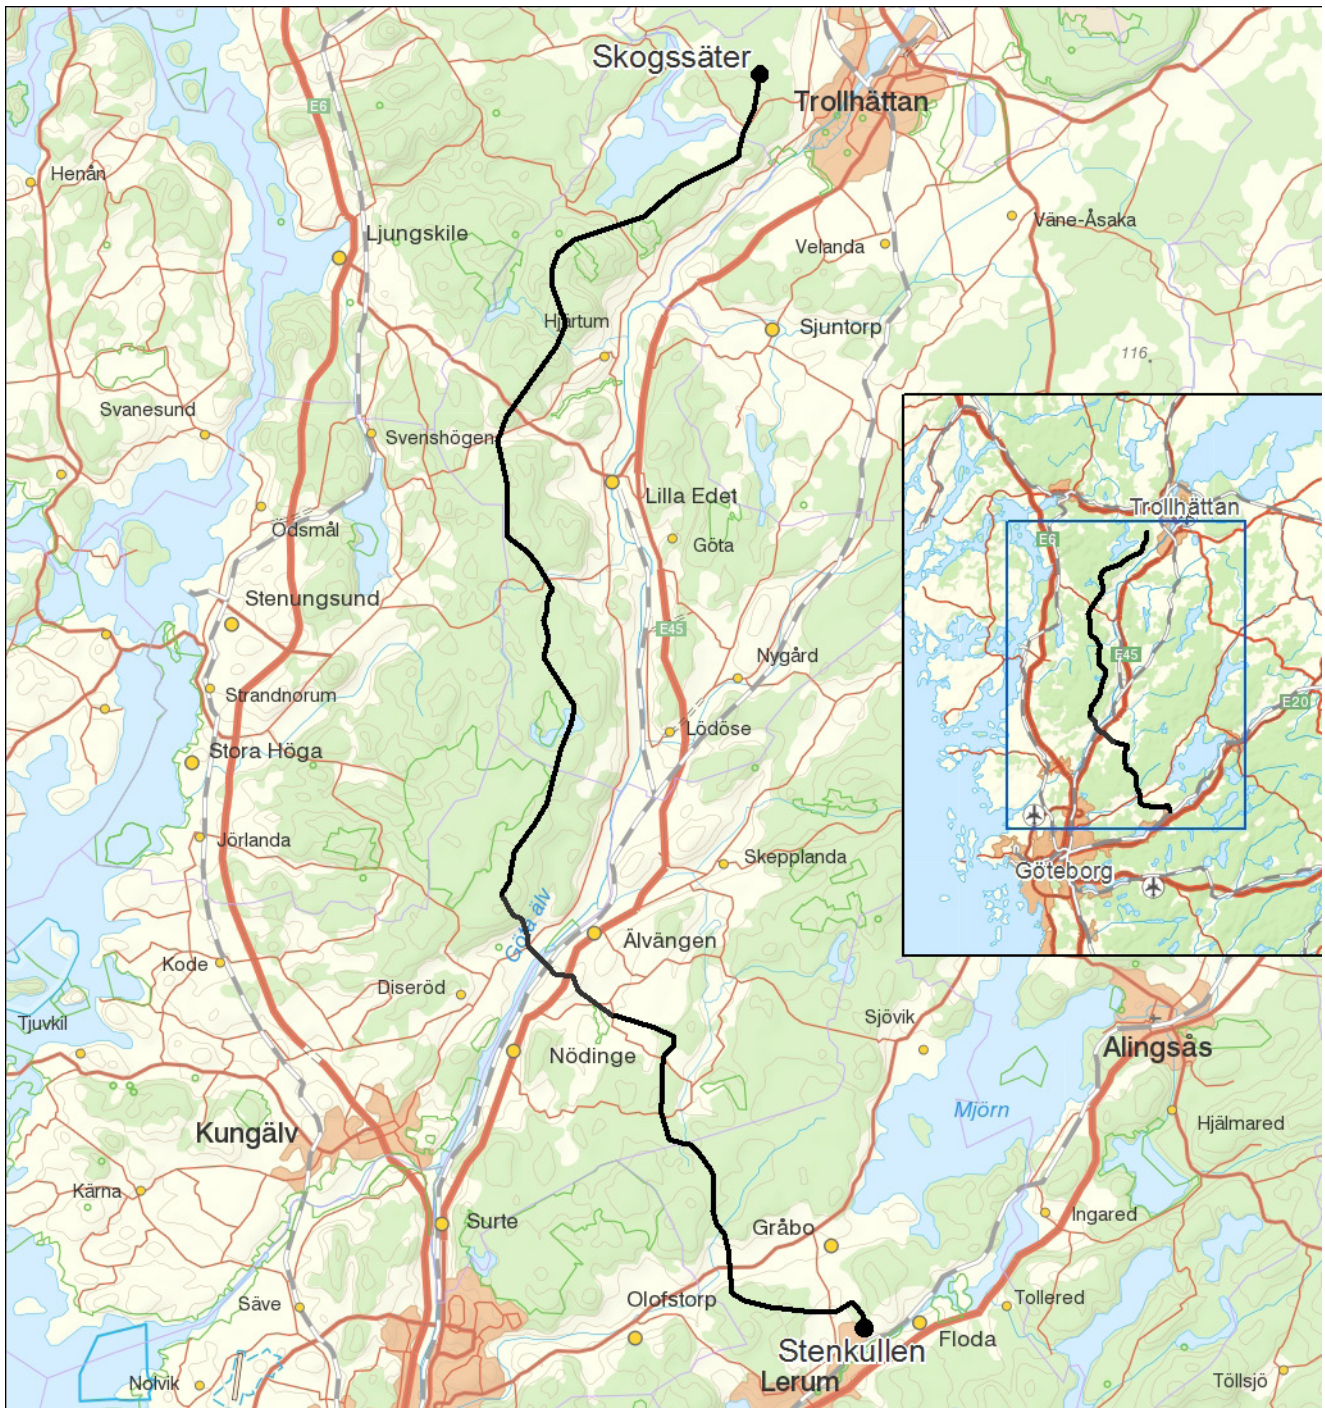 Skogssäter
Trollhättan
E6
Henån
Väne-Åsaka
Ljungskile
Velanda
Hjärtum
Sjuntorp
116
Svanesund
Svenshögen
Lilla Edet
Trollhättan
Ödsmål
E6
Göta
Stenungsund
E45
Nygård
E45
Strandnorum
E20
Lödöse
Stora Höga
Jörlanda
Skepplanda
Göteborg
Göta älv
Älvängen
Kode
Diseröd
Sjövik
Tjuvkil
Nödinge
Alingsås
Mjörn
Kungälv
Hjälmared
Kärna
Surte
Gråbo
Ingared
Säve
Olofstorp
Tollered
Floda
Stenkullen
Nolvik
Lerum
Töllsjö